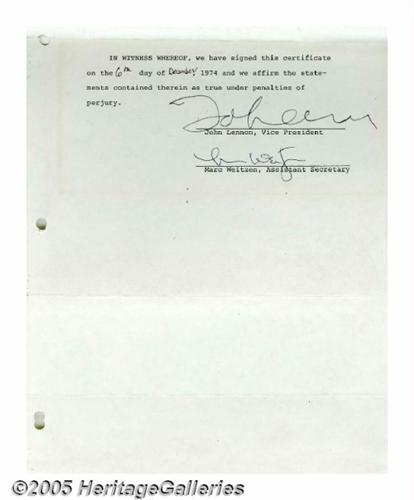 IN WITNESS WHEREOF, we have signed this certificate
on the 6th day of December 1974 and we affirm the state-
ments contained therein as true under penalties of
perjury.
John Lennon, Vice President
Marc Weitzen, Assistant Secretary
©2005 HeritageGalleries